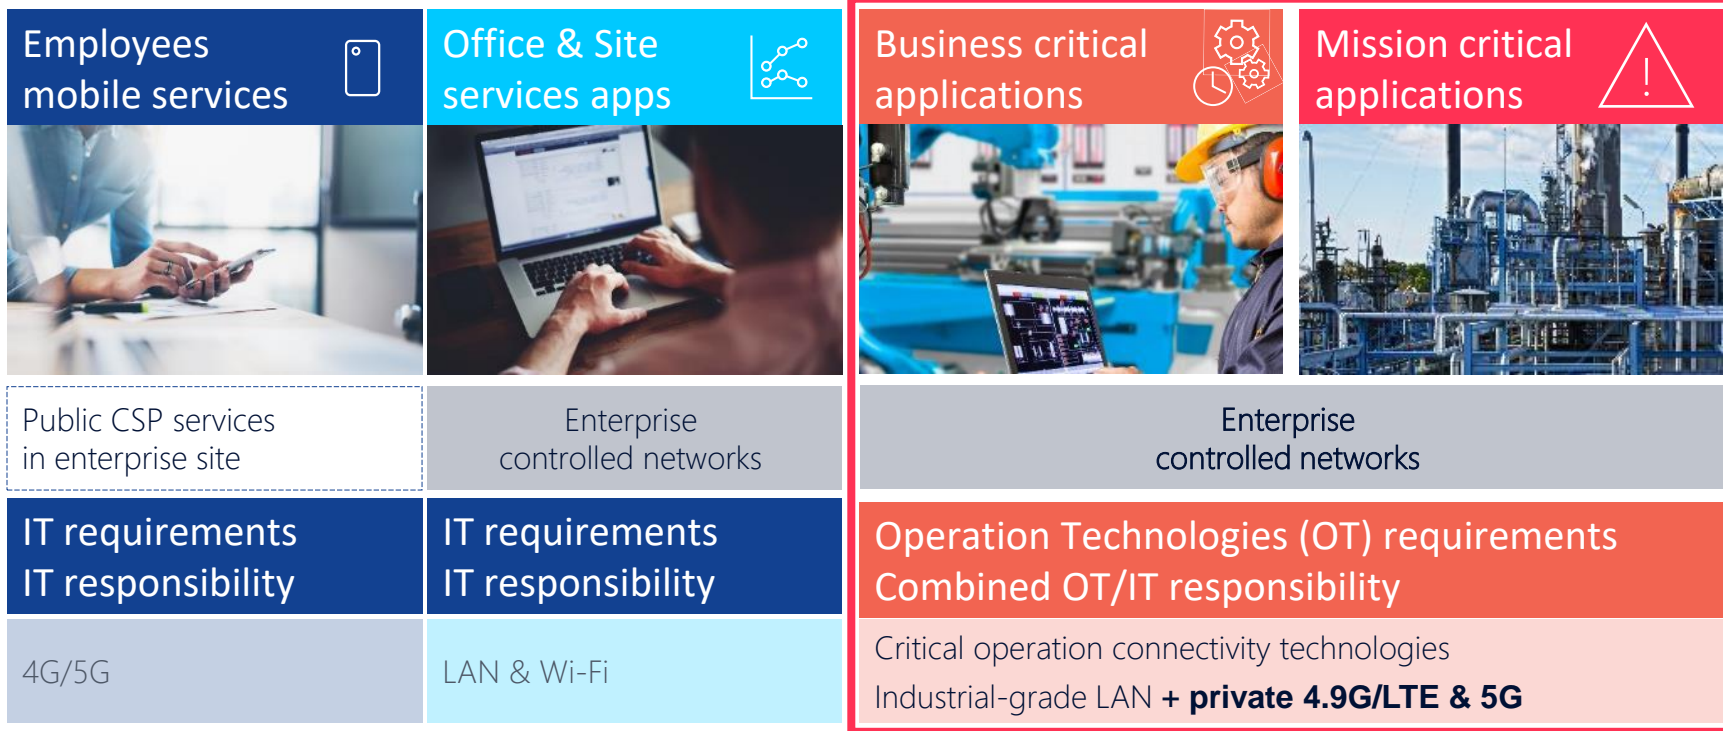 Employees
mobile services
Office & Site
services apps
Business critical
applications
Mission critical
applications
Public CSP services
in enterprise site
Enterprise
controlled networks
Enterprise
controlled networks
IT requirements
IT responsibility
IT requirements
IT responsibility
Operation Technologies (OT) requirements
Combined OT/IT responsibility
4G/5G
LAN & Wi-Fi
Critical operation connectivity technologies
Industrial-grade LAN + private 4.9G/LTE & 5G